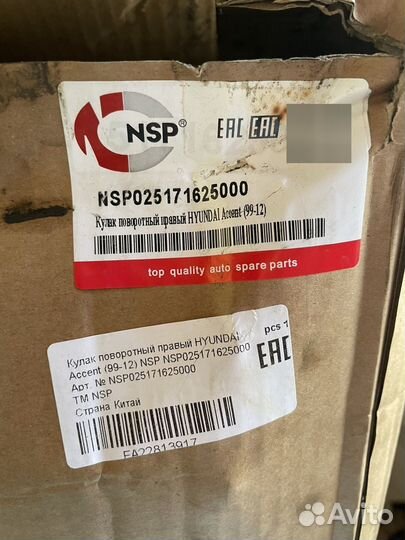 NSP®
EAC EAC
NSP025171625000
Кулак поворотный правый HYUNDAI Accent (99-12)
top quality auto spare parts
Кулак поворотный правый HYUNDAI
Accent (99-12) NSP NSP025171625000
Арт. № NSP025171625000
TM NSP
Страна Китай
pcs 1
EAC
EA22813917
Avito